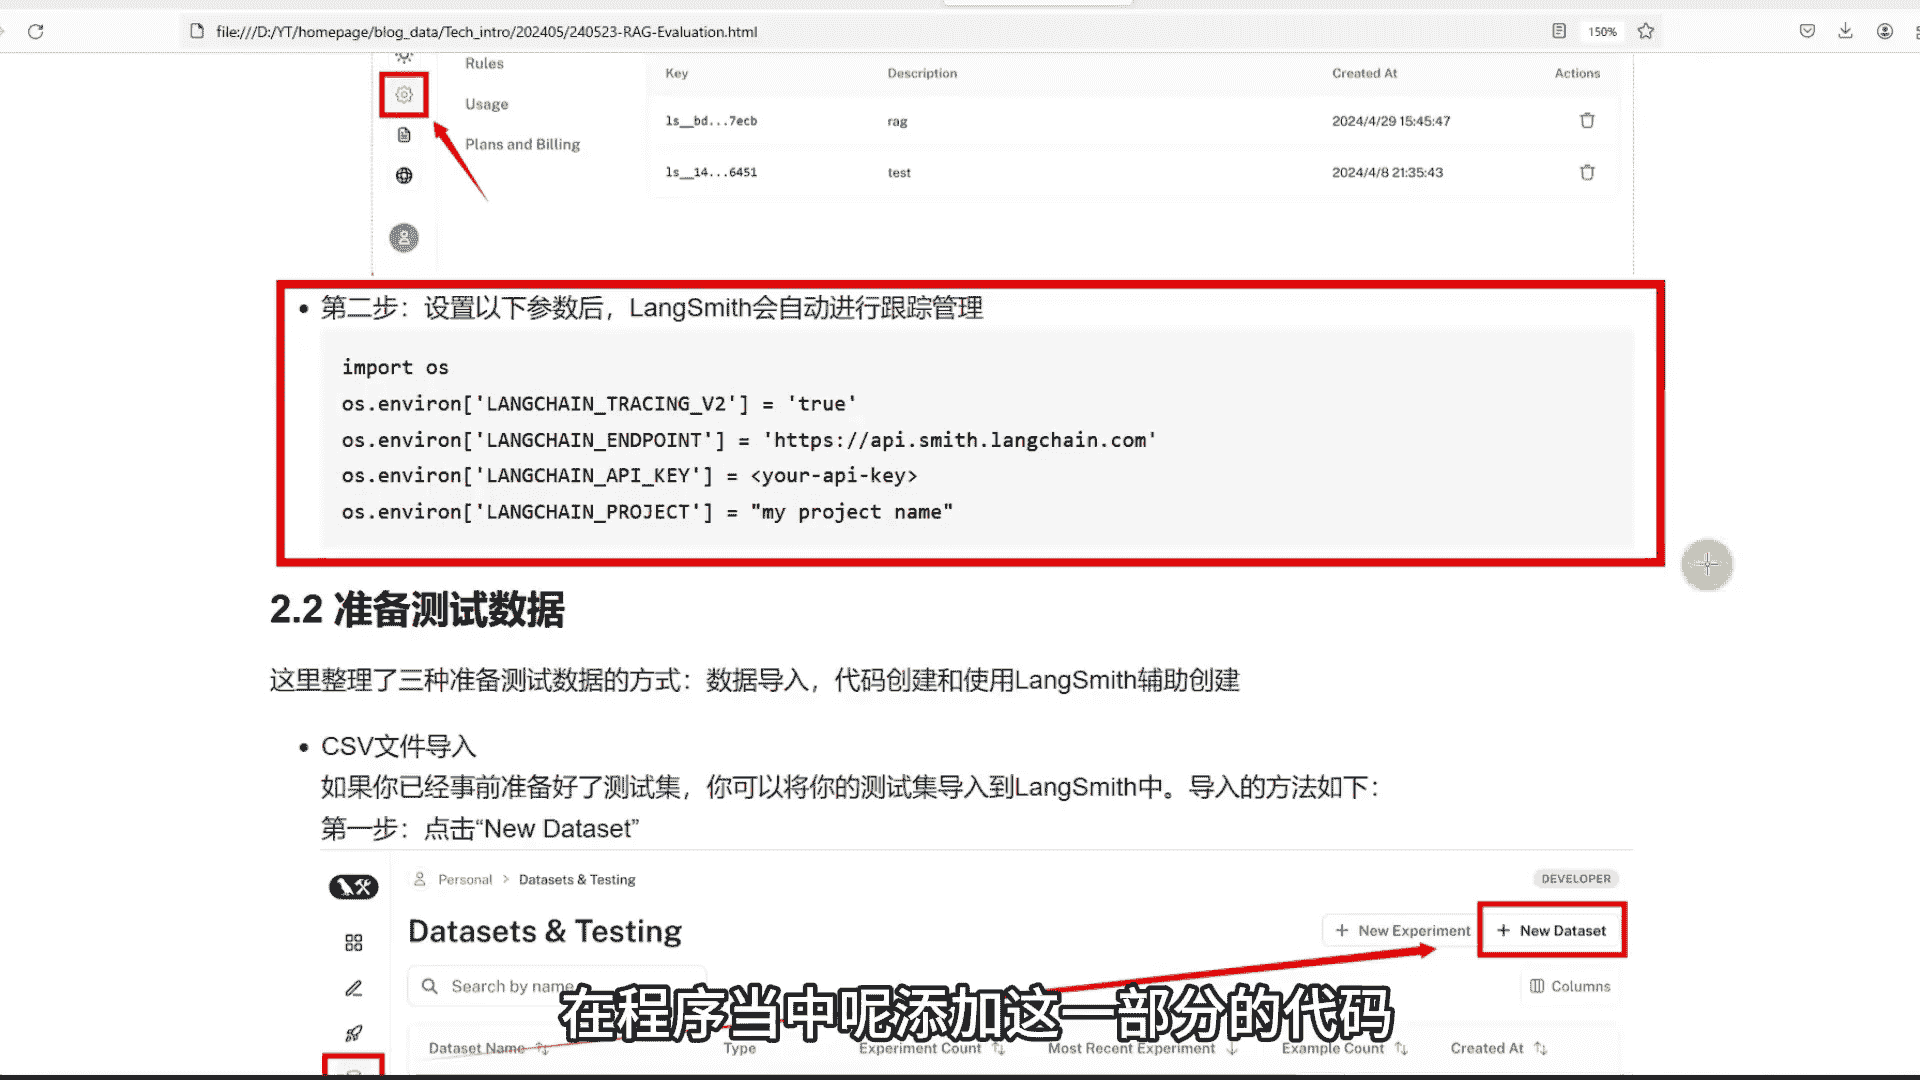 file:///D:/YT/homepage/blog_data/Tech_intro/202405/240523-RAG-Evaluation.html
150%
Rules
Usage
Plans and Billing
Key Description Created At Actions
ls__bd...7ecb rag 2024/4/29 15:45:47
ls__14...6451 test 2024/4/8 21:35:43
第二步：设置以下参数后，LangSmith会自动进行跟踪管理
import os
os.environ['LANGCHAIN_TRACING_V2'] = 'true'
os.environ['LANGCHAIN_ENDPOINT'] = 'https://api.smith.langchain.com'
os.environ['LANGCHAIN_API_KEY'] = <your-api-key>
os.environ['LANGCHAIN_PROJECT'] = "my project name"
2.2 准备测试数据
这里整理了三种准备测试数据的方式：数据导入，代码创建和使用LangSmith辅助创建
CSV文件导入
如果你已经事前准备好了测试集，你可以将你的测试集导入到LangSmith中。导入的方法如下：
第一步：点击“New Dataset”
Personal > Datasets & Testing
DEVELOPER
Datasets & Testing
+ New Experiment
+ New Dataset
Search by name
Columns
在程序当中呢添加这一部分的代码
Dataset Name Type Experiment Count Most Recent Experiment Example Count Created At